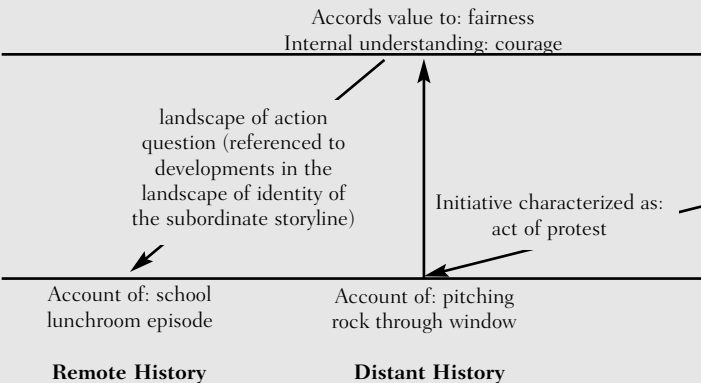 Accords value to: fairness
Internal understanding: courage
landscape of action
question (referenced to
developments in the
landscape of identity of
the subordinate storyline)
Initiative characterized as:
act of protest
Account of: school
lunchroom episode
Account of: pitching
rock through window
Remote History
Distant History